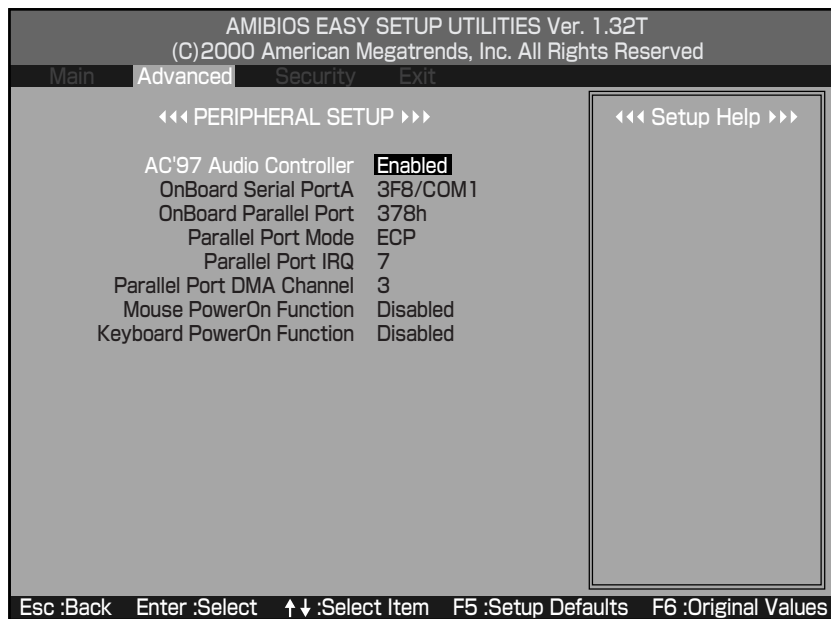 AMIBIOS EASY SETUP UTILITIES Ver. 1.32T
(C)2000 American Megatrends, Inc. All Rights Reserved
Main Advanced Security Exit
PERIPHERAL SETUP
AC'97 Audio Controller Enabled
OnBoard Serial PortA 3F8/COM1
OnBoard Parallel Port 378h
Parallel Port Mode ECP
Parallel Port IRQ 7
Parallel Port DMA Channel 3
Mouse PowerOn Function Disabled
Keyboard PowerOn Function Disabled
Setup Help
Esc :Back Enter :Select ↑↓ :Select Item F5 :Setup Defaults F6 :Original Values